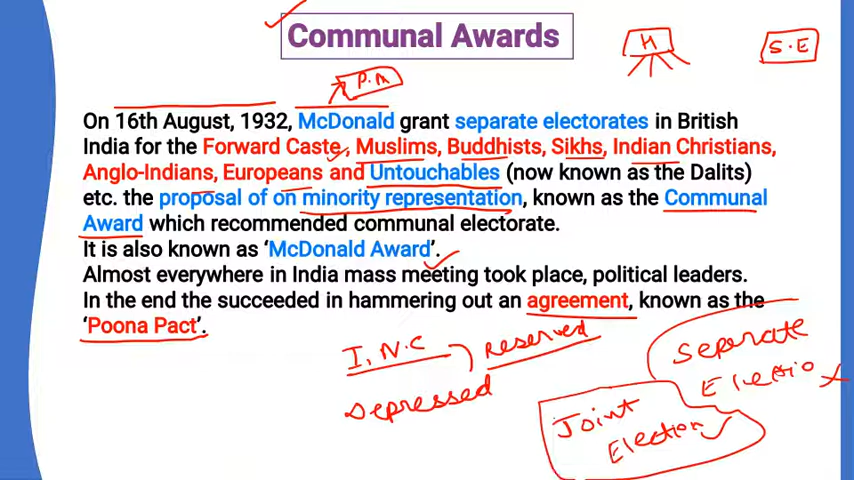 Communal Awards
H
S.E
P.M
On 16th August, 1932, McDonald grant separate electorates in British
India for the Forward Caste, Muslims, Buddhists, Sikhs, Indian Christians,
Anglo-Indians, Europeans and Untouchables (now known as the Dalits)
etc. the proposal of on minority representation, known as the Communal
Award which recommended communal electorate.
It is also known as ‘McDonald Award’.
Almost everywhere in India mass meeting took place, political leaders.
In the end the succeeded in hammering out an agreement, known as the
‘Poona Pact’.
I.N.C
reserved
Depressed
Seperate
Electio
Joint
Election